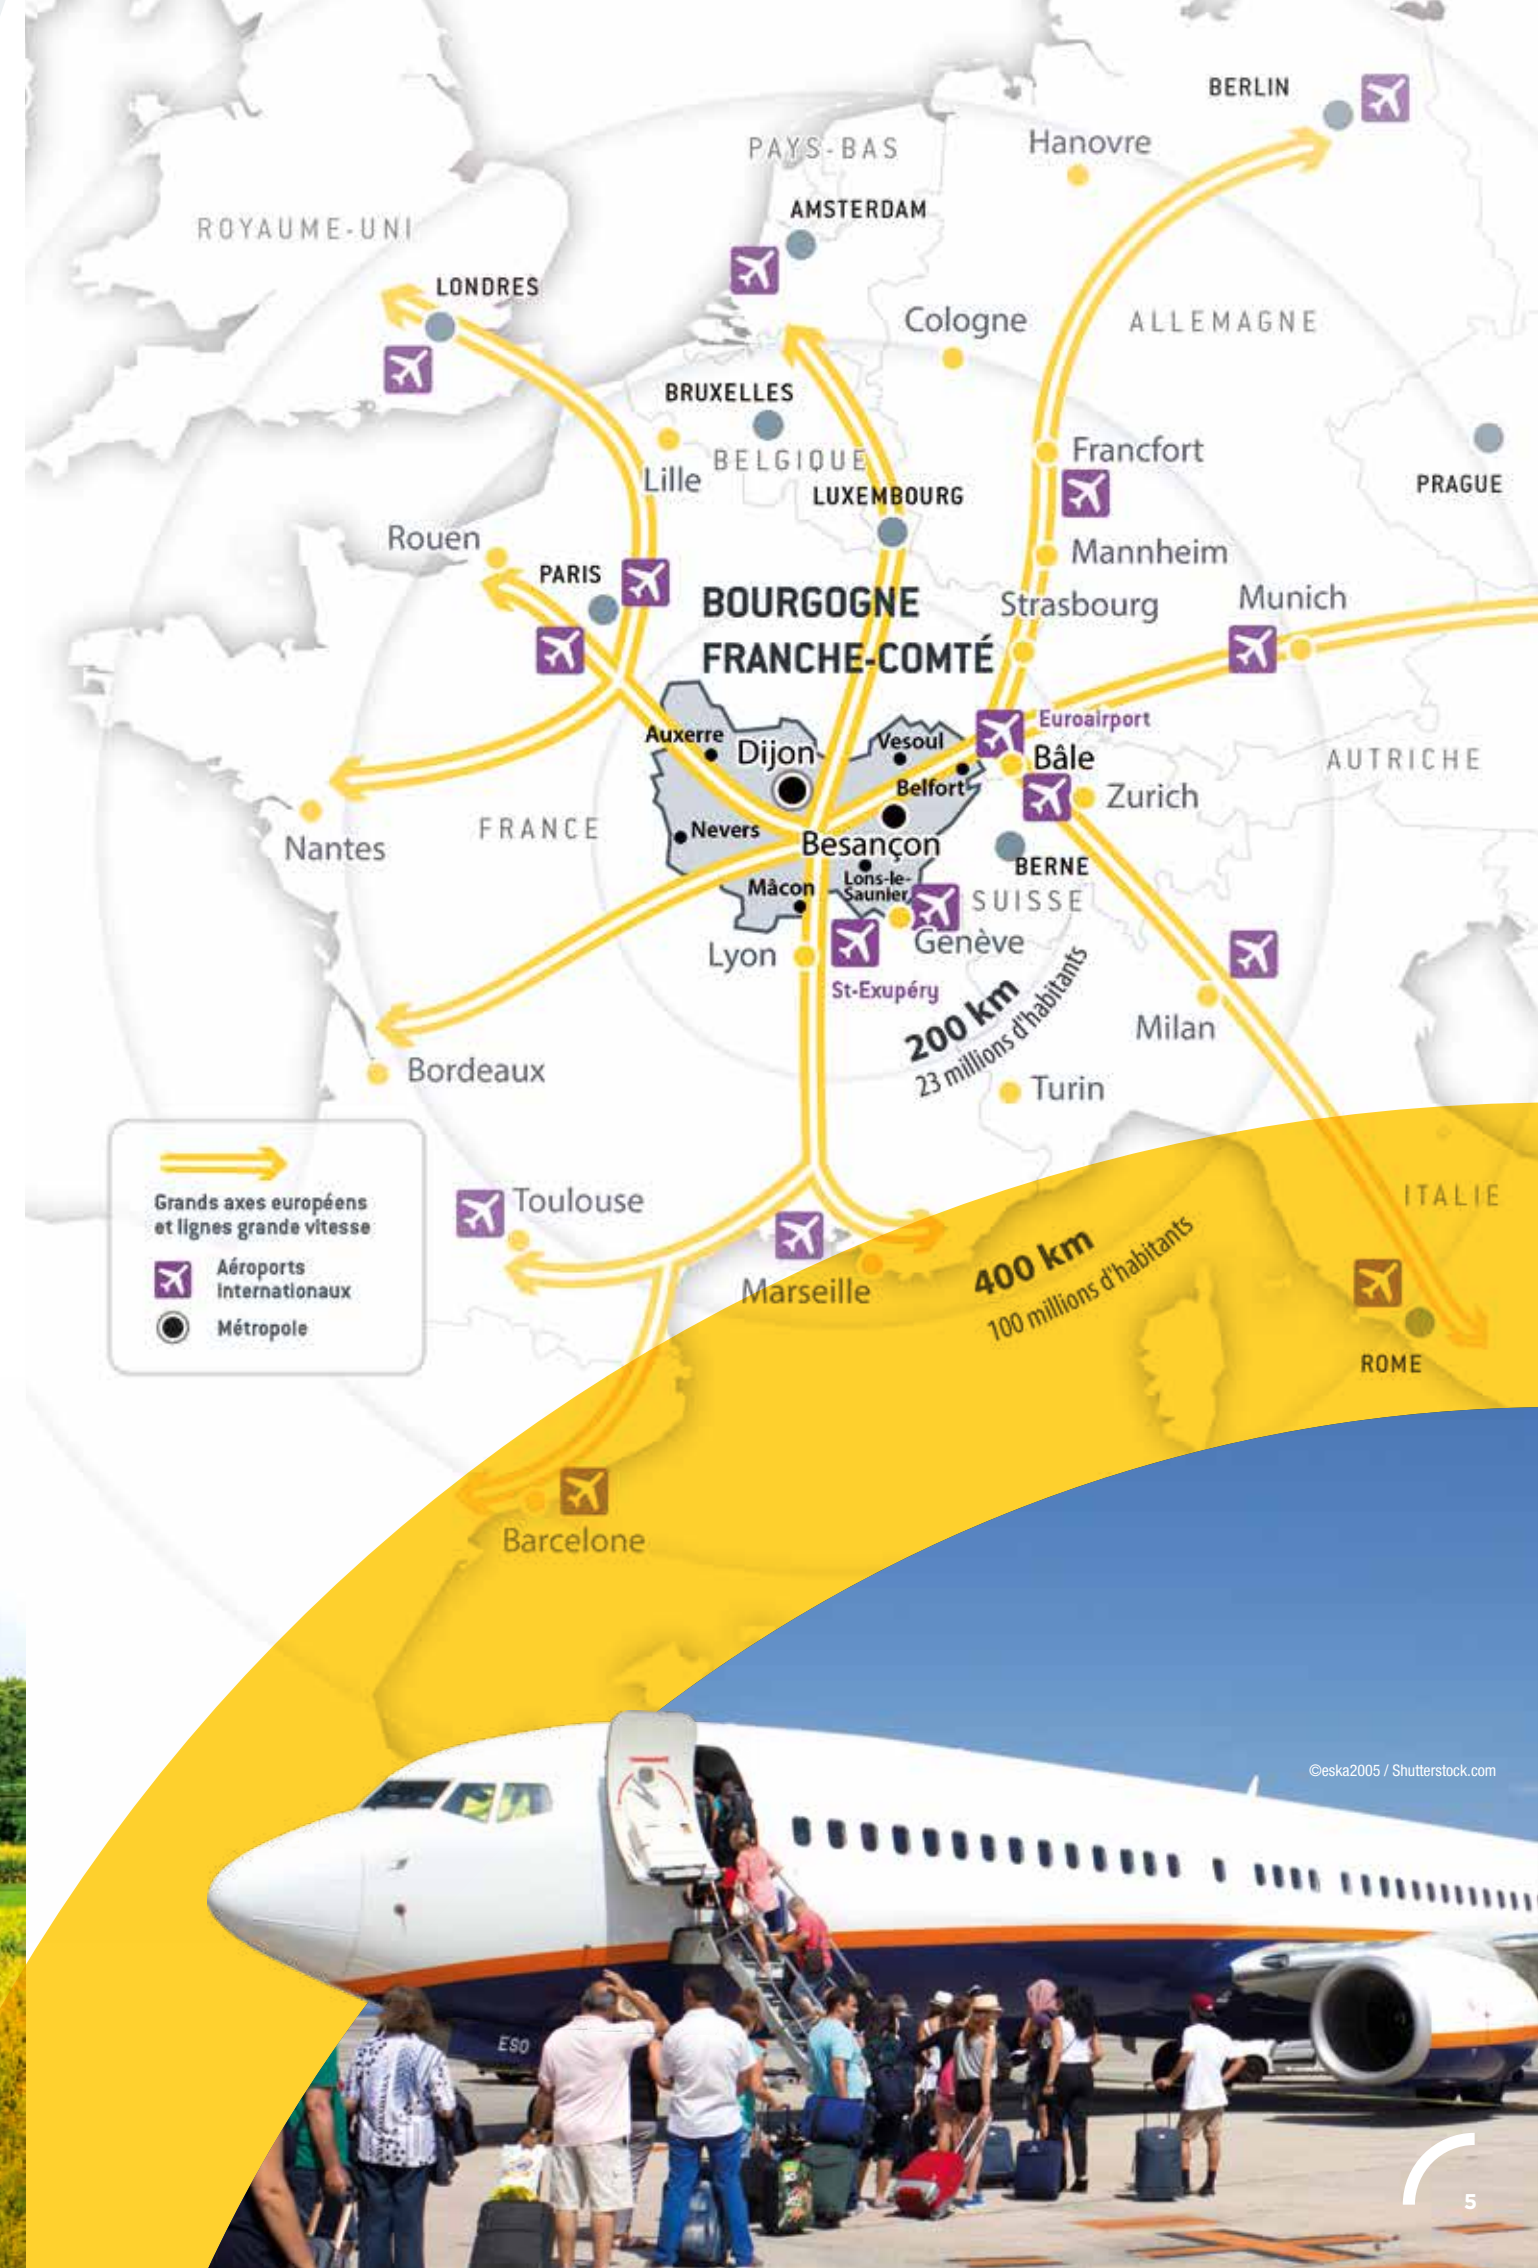 BERLIN
Hanovre
PAYS-BAS
AMSTERDAM
ROYAUME-UNI
LONDRES
Cologne
ALLEMAGNE
BRUXELLES
BELGIQUE
Lille
LUXEMBOURG
Francfort
PRAGUE
Rouen
PARIS
Mannheim
BOURGOGNE
FRANCHE-COMTÉ
Strasbourg
Munich
Euroairport
Auxerre
Dijon
Vesoul
Bâle
AUTRICHE
Belfort
Zurich
Nantes
FRANCE
Nevers
Besançon
BERNE
Mâcon
Lons-le-
Saunier
SUISSE
Lyon
Genève
St-Exupéry
200 km
23 millions d'habitants
Milan
Bordeaux
Turin
Grands axes européens
et lignes grande vitesse
Aéroports
Internationaux
Métropole
Toulouse
Marseille
400 km
100 millions d'habitants
ITALIE
ROME
Barcelone
©eska2005 / Shutterstock.com
ESO
5